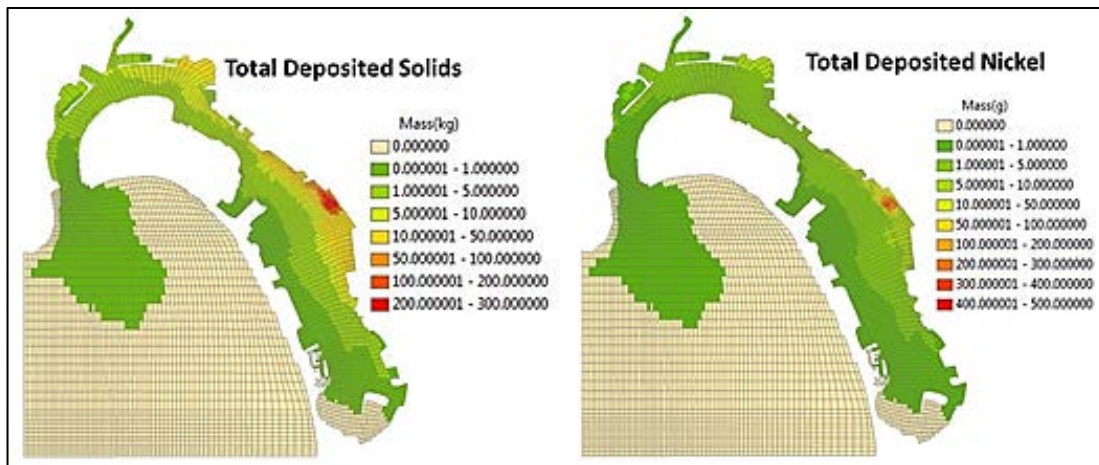 Total Deposited Solids
Mass(kg)
0.000000
0.000001 - 1.000000
1.000001 - 5.000000
5.000001 - 10.000000
10.000001 - 50.000000
50.000001 - 100.000000
100.000001 - 200.000000
200.000001 - 300.000000
Total Deposited Nickel
Mass(g)
0.000000
0.000001 - 1.000000
1.000001 - 5.000000
5.000001 - 10.000000
10.000001 - 50.000000
50.000001 - 100.000000
100.000001 - 200.000000
200.000001 - 300.000000
300.000001 - 400.000000
400.000001 - 500.000000